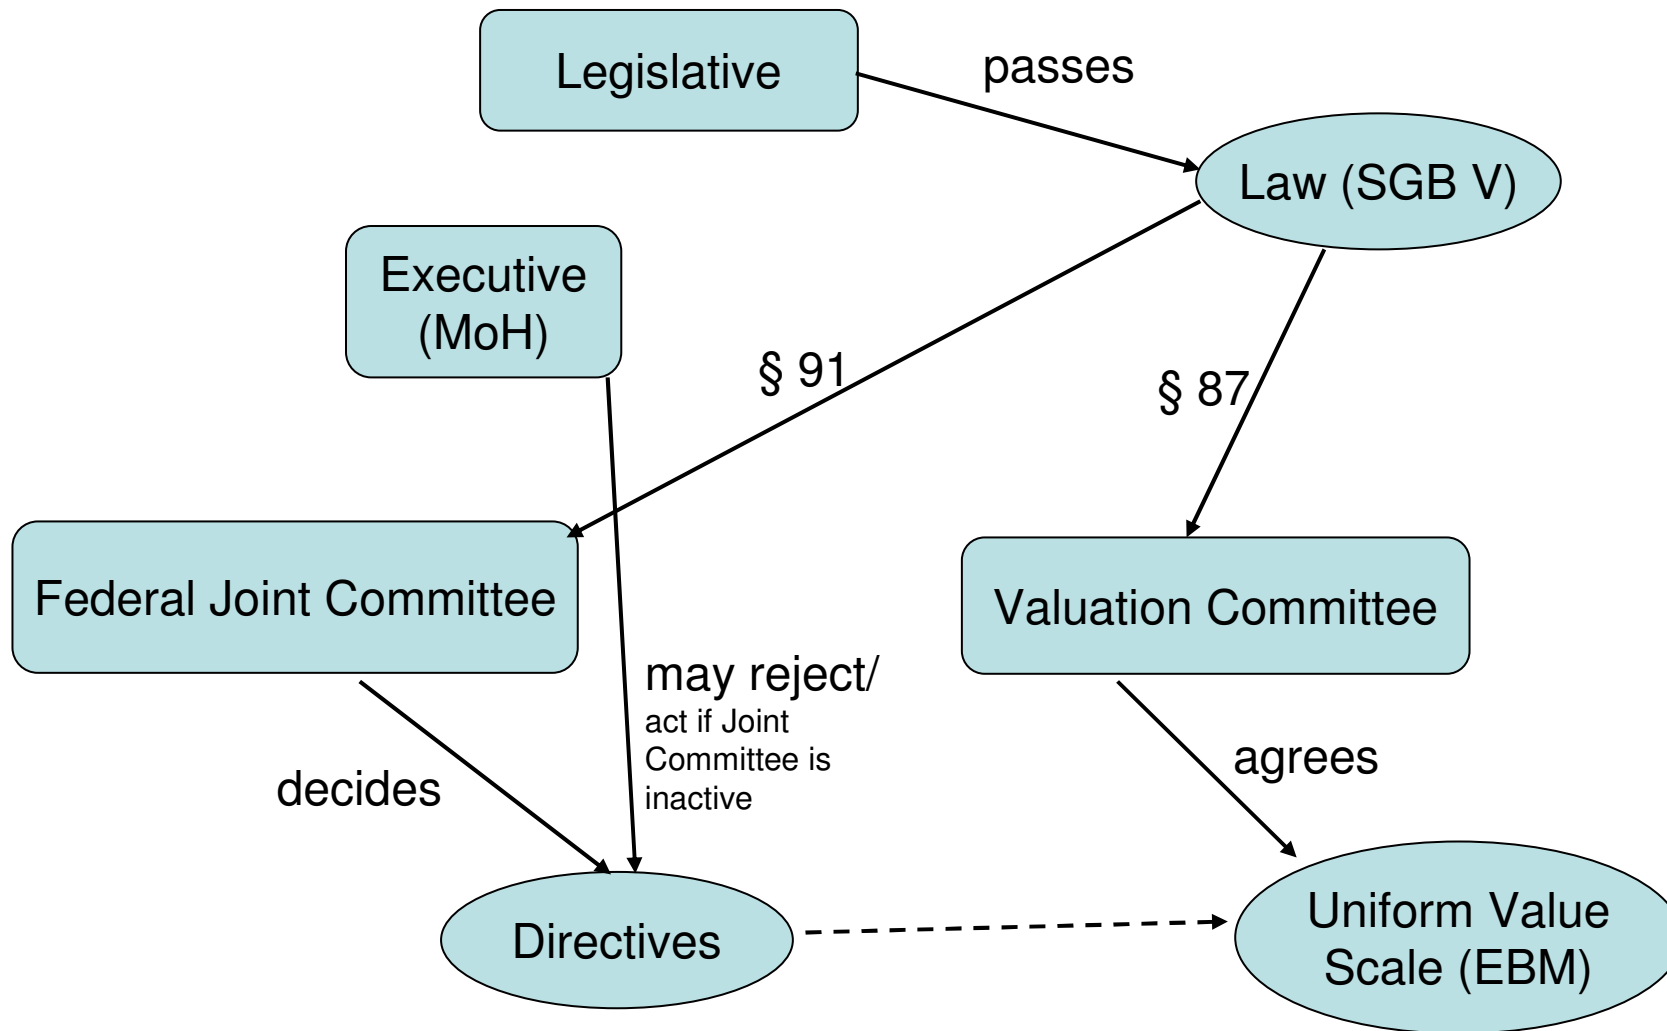 Legislative
passes
Law (SGB V)
Executive
(MoH)
§ 91
§ 87
Federal Joint Committee
Valuation Committee
may reject/
act if Joint
Committee is
inactive
decides
agrees
Directives
Uniform Value
Scale (EBM)